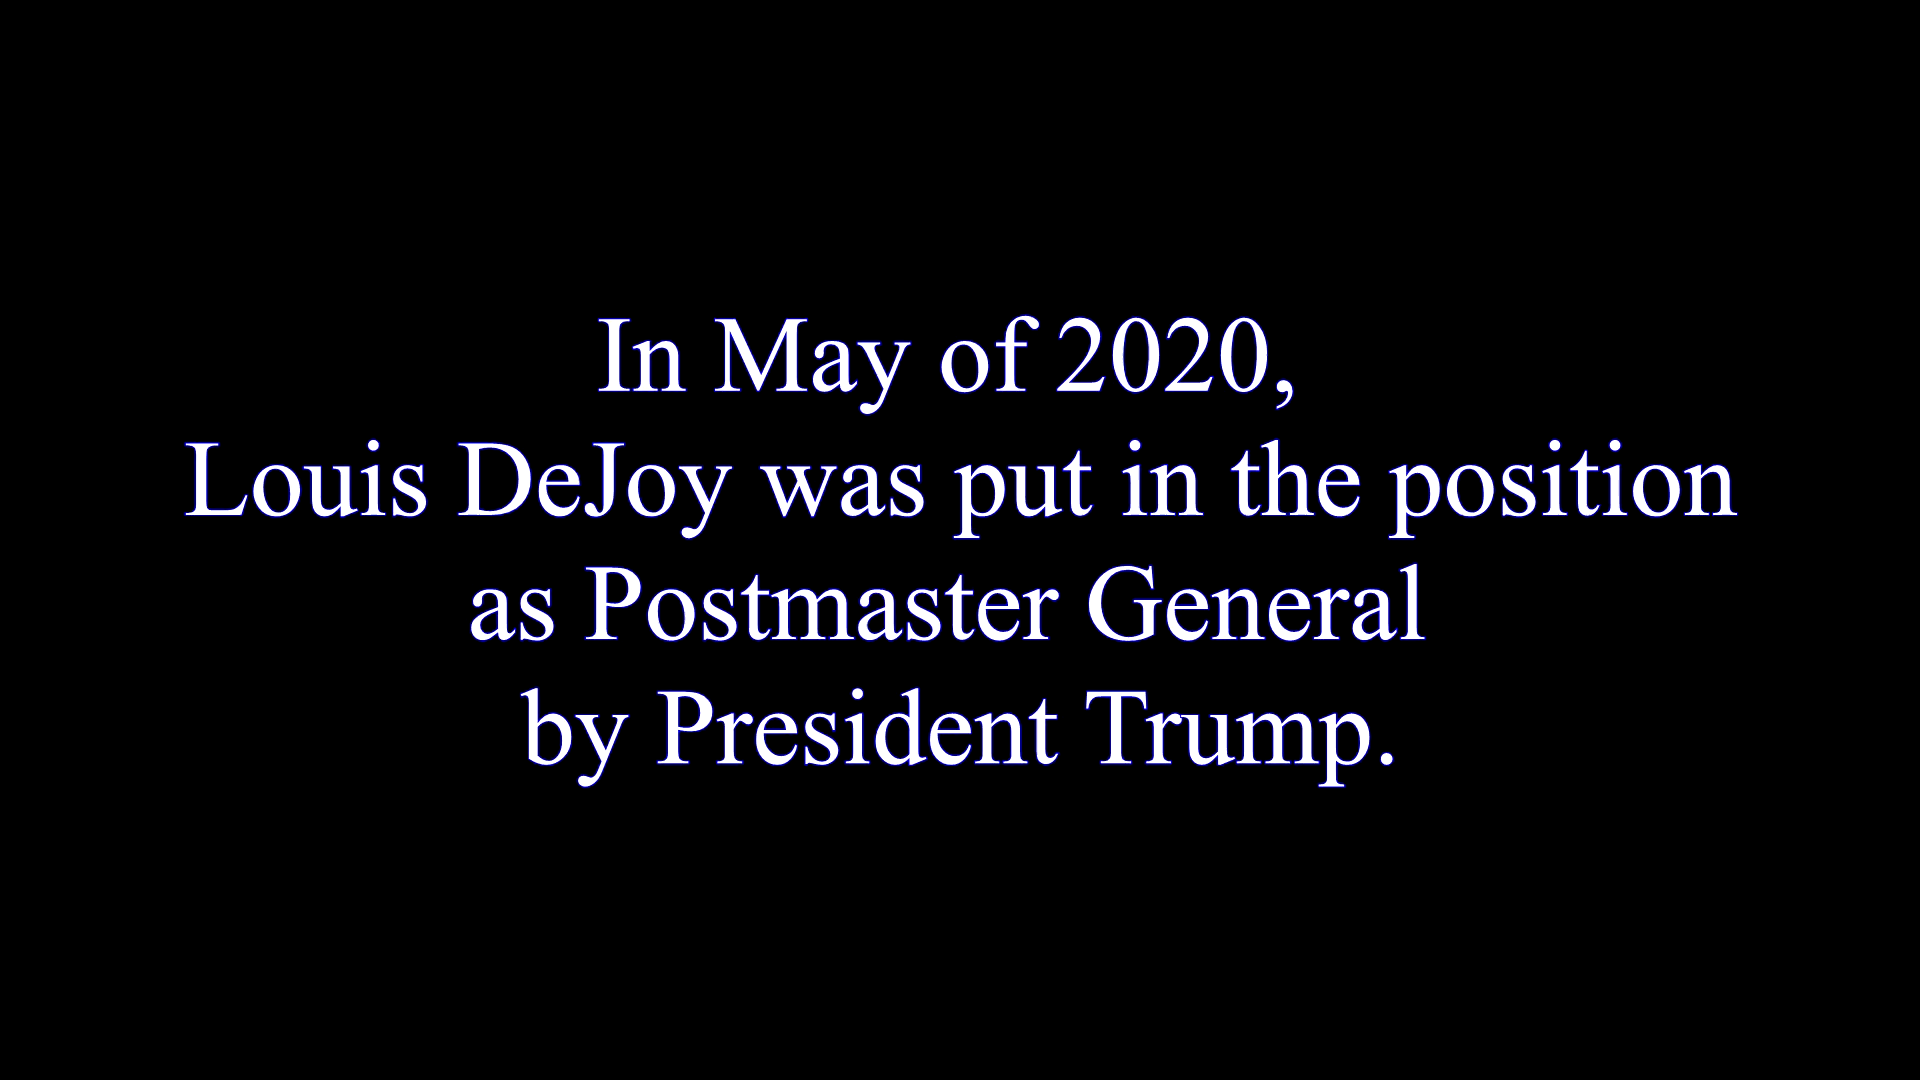 In May of 2020,
Louis DeJoy was put in the position
as Postmaster General
by President Trump.